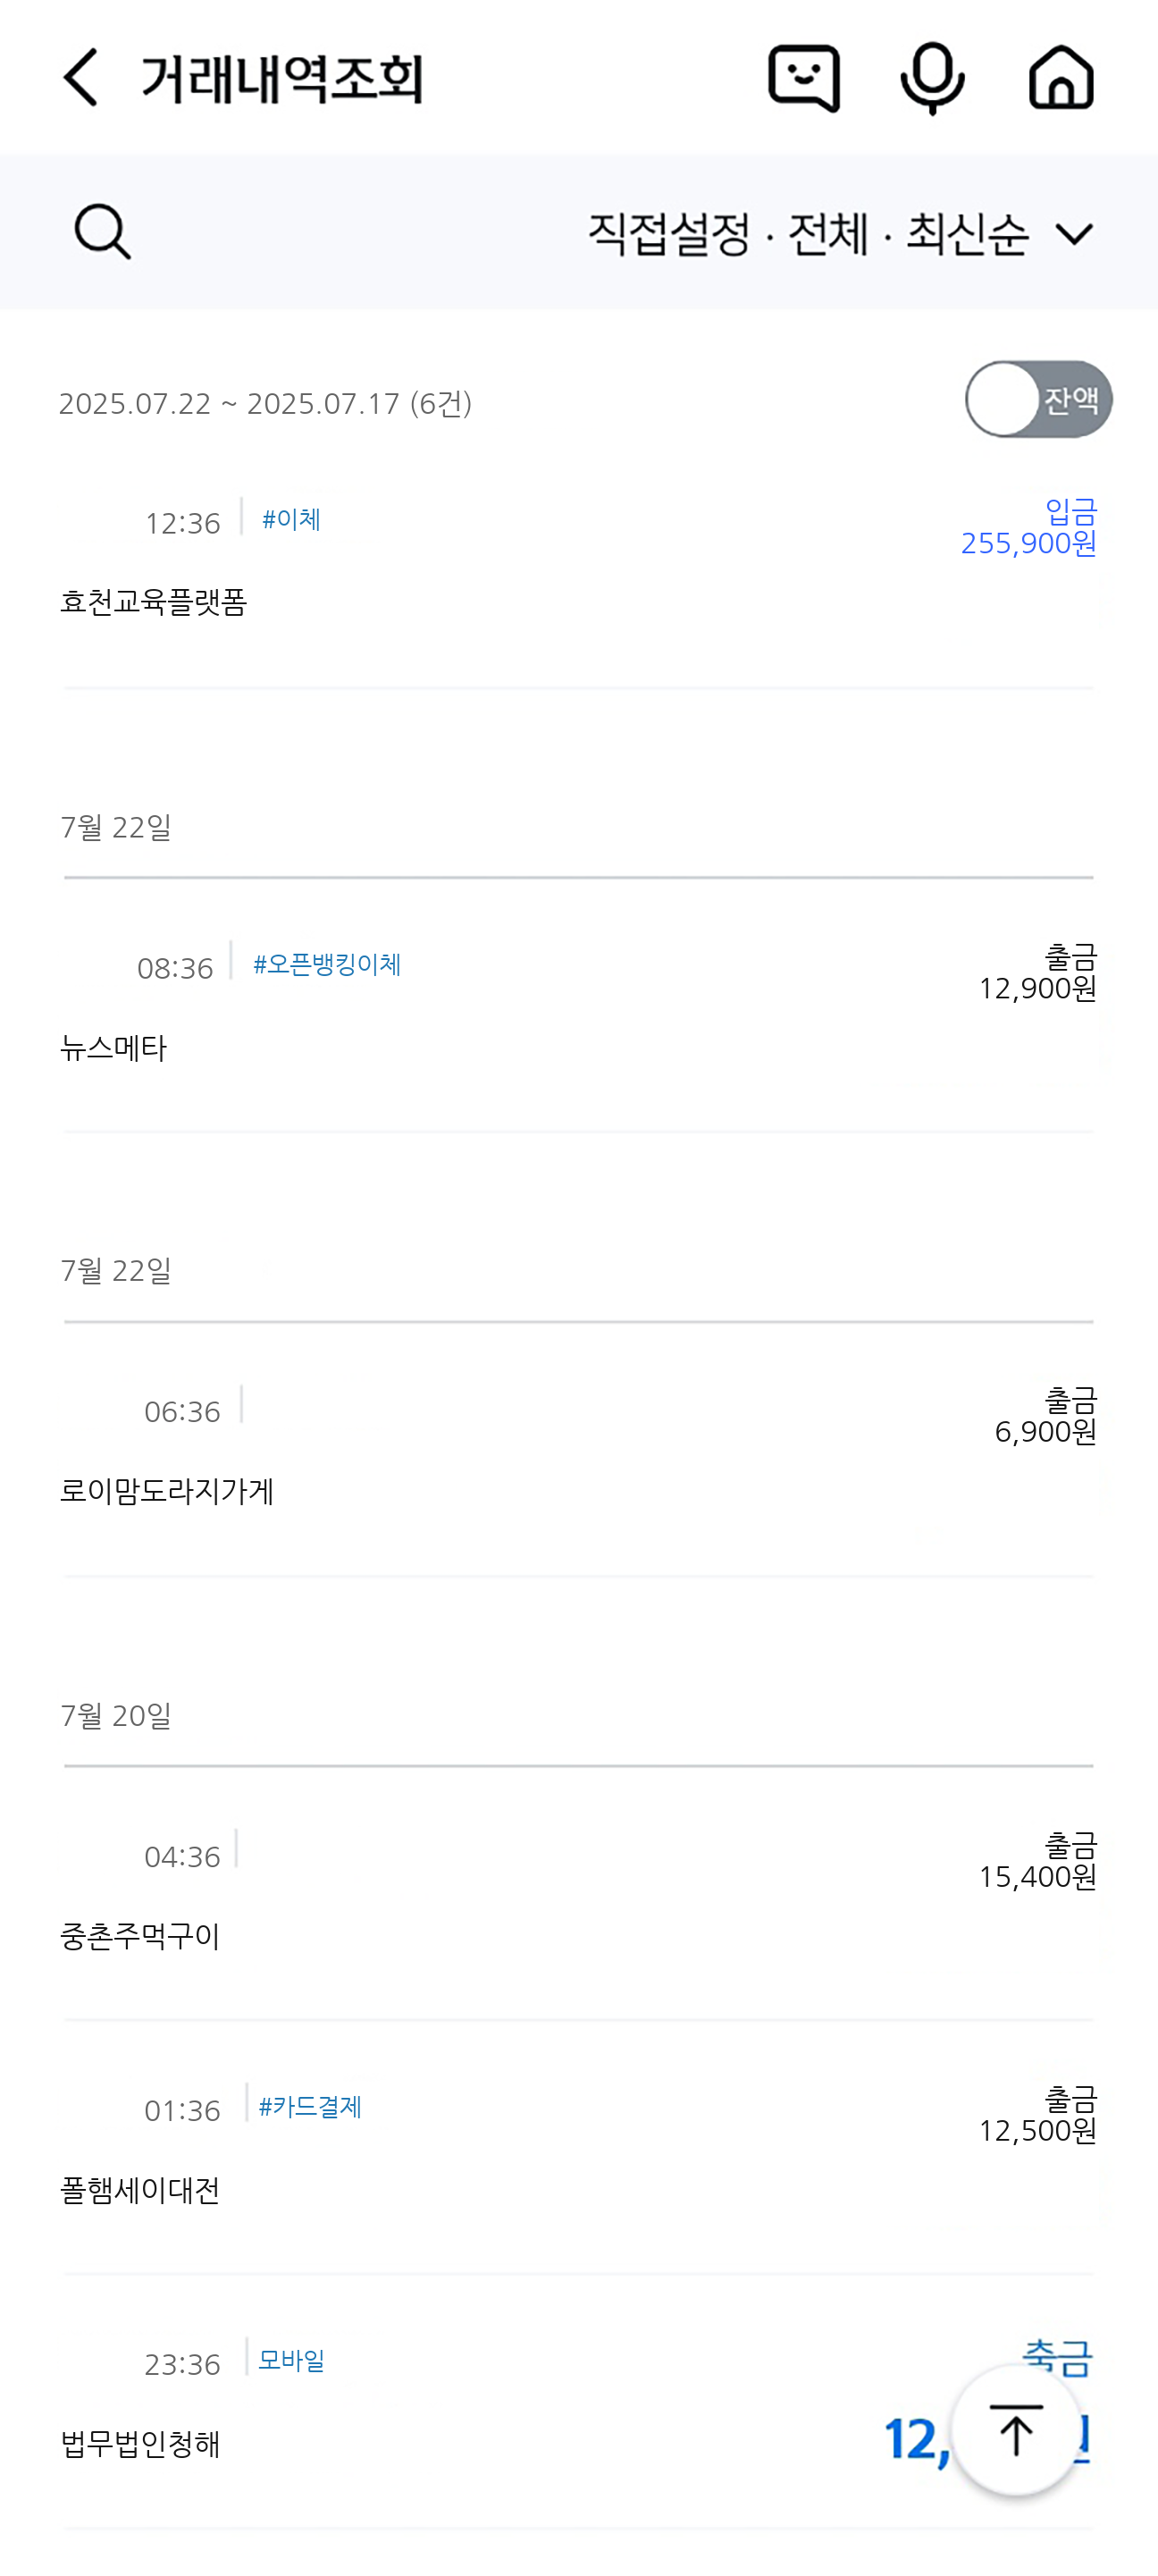 거래내역조회
직접설정 · 전체 · 최신순
2025.07.22 ~ 2025.07.17 (6건)
잔액
12:36 #이체
입금
255,900원
효천교육플랫폼
7월 22일
08:36 #오픈뱅킹이체
출금
12,900원
뉴스메타
7월 22일
06:36
출금
6,900원
로이맘도라지가게
7월 20일
04:36
출금
15,400원
중촌주먹구이
01:36 #카드결제
출금
12,500원
폴햄세이대전
23:36 모바일
법무법인청해
12,